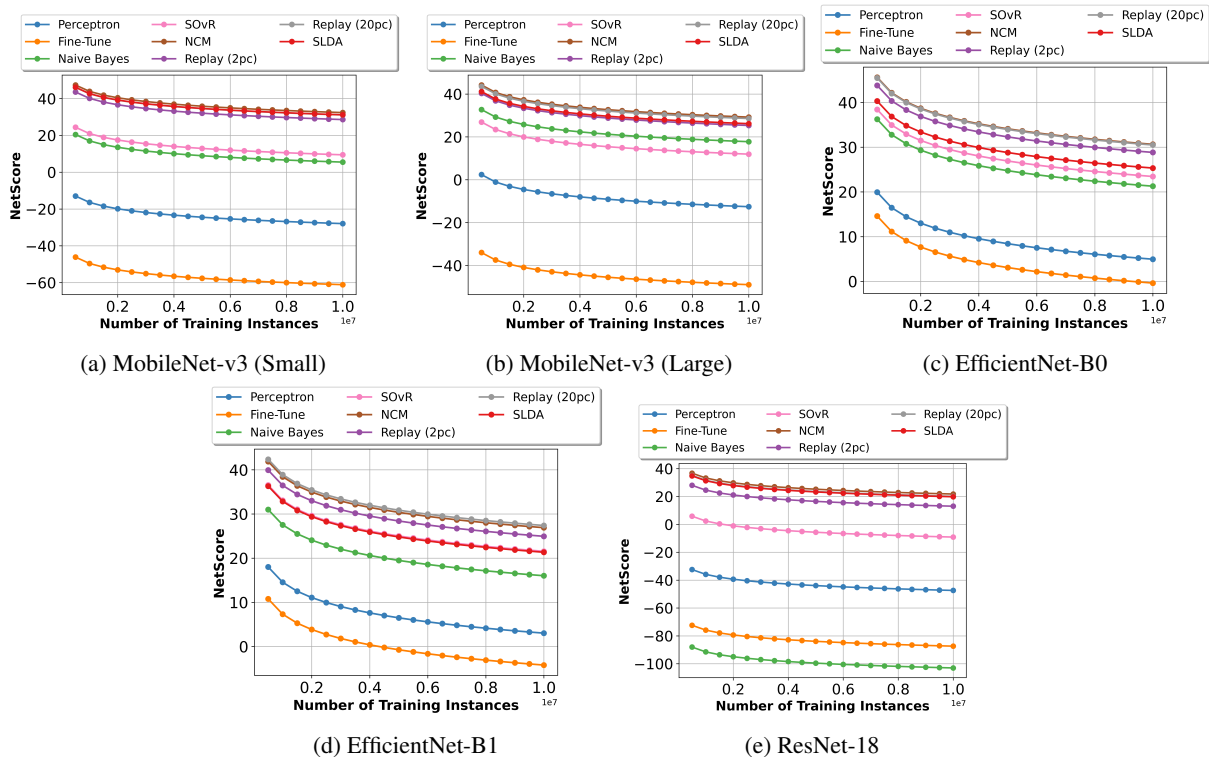 Perceptron SOvR Replay (20pc)
Fine-Tune NCM SLDA
Naive Bayes Replay (2pc)
40
20
0
−20
−40
−60
NetScore
0.2 0.4 0.6 0.8 1.0
Number of Training Instances 1e7
(a) MobileNet-v3 (Small)
Perceptron SOvR Replay (20pc)
Fine-Tune NCM SLDA
Naive Bayes Replay (2pc)
40
20
0
−20
−40
NetScore
0.2 0.4 0.6 0.8 1.0
Number of Training Instances 1e7
(b) MobileNet-v3 (Large)
Perceptron SOvR Replay (20pc)
Fine-Tune NCM SLDA
Naive Bayes Replay (2pc)
40
30
20
10
0
NetScore
0.2 0.4 0.6 0.8 1.0
Number of Training Instances 1e7
(c) EfficientNet-B0
Perceptron SOvR Replay (20pc)
Fine-Tune NCM SLDA
Naive Bayes Replay (2pc)
40
30
20
10
0
NetScore
0.2 0.4 0.6 0.8 1.0
Number of Training Instances 1e7
(d) EfficientNet-B1
Perceptron SOvR Replay (20pc)
Fine-Tune NCM SLDA
Naive Bayes Replay (2pc)
40
20
0
−20
−40
−60
−80
−100
NetScore
0.2 0.4 0.6 0.8 1.0
Number of Training Instances 1e7
(e) ResNet-18